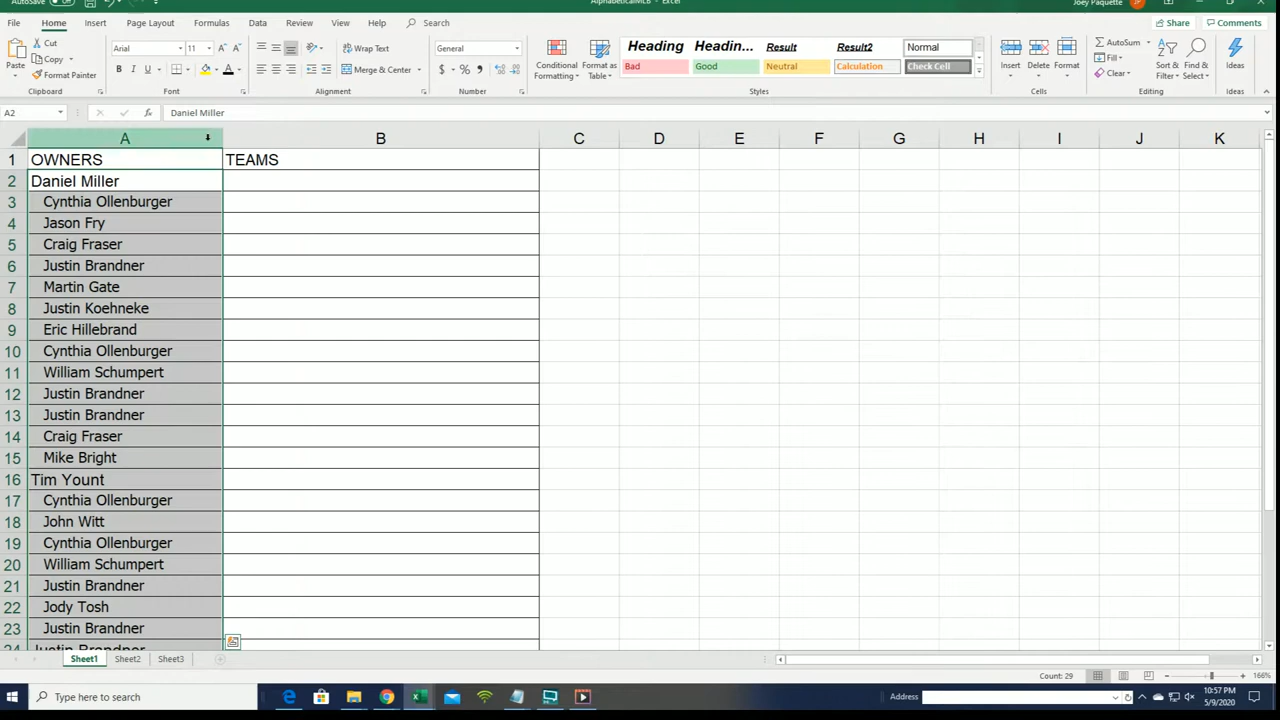 AutoSave
AlphabeticalMLB - Excel
Joey Paquette
File Home Insert Page Layout Formulas Data Review View Help Search Share Comments
Paste Cut Copy Format Painter Arial 11 Wrap Text Merge & Center General
Conditional Formatting Format as Table Heading Headin... Result Result2 Normal
Bad Good Neutral Calculation Check Cell
Insert Delete Format AutoSum Fill Clear Sort & Filter Find & Select Ideas
Clipboard Font Alignment Number Styles Cells Editing Ideas
A2 Daniel Miller
A B C D E F G H I J K
1 OWNERS TEAMS
2 Daniel Miller
3 Cynthia Ollenburger
4 Jason Fry
5 Craig Fraser
6 Justin Brandner
7 Martin Gate
8 Justin Koehneke
9 Eric Hillebrand
10 Cynthia Ollenburger
11 William Schumpert
12 Justin Brandner
13 Justin Brandner
14 Craig Fraser
15 Mike Bright
16 Tim Yount
17 Cynthia Ollenburger
18 John Witt
19 Cynthia Ollenburger
20 William Schumpert
21 Justin Brandner
22 Jody Tosh
23 Justin Brandner
24 Justin Brandner
Sheet1 Sheet2 Sheet3
Count: 29 166%
Type here to search Address 10:57 PM
5/9/2020